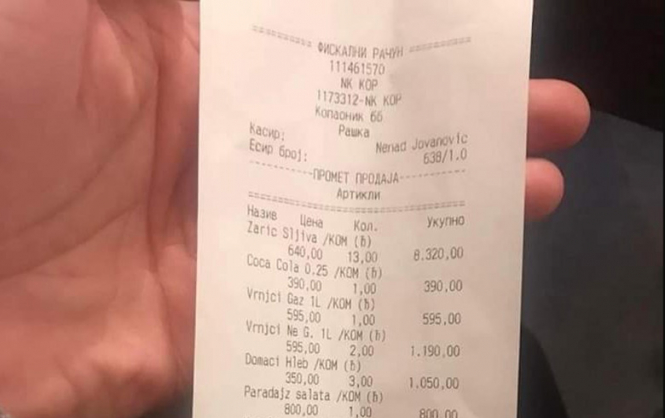 ========== ФИСКАЛНИ РАЧУН ==========
111461570
NK KOP
1173312-NK KOP
Копаоник бб
Рашка
Касир: Nenad Jovanovic
Есир број: 638/1.0
----------ПРОМЕТ ПРОДАЈА----------
Артикли
========================================
Назив Цена Кол. Укупно
Zaric Sljiva /KOM (ђ)
640,00 13,00 8.320,00
Coca Cola 0.25 /KOM (ђ)
390,00 1,00 390,00
Vrnjci Gaz 1L /KOM (ђ)
595,00 1,00 595,00
Vrnjci Ne G. 1L /KOM (ђ)
595,00 2,00 1.190,00
Domaci Hleb /KOM (ђ)
350,00 3,00 1.050,00
Paradajz salata /KOM (ђ)
800,00 1,00 800,00